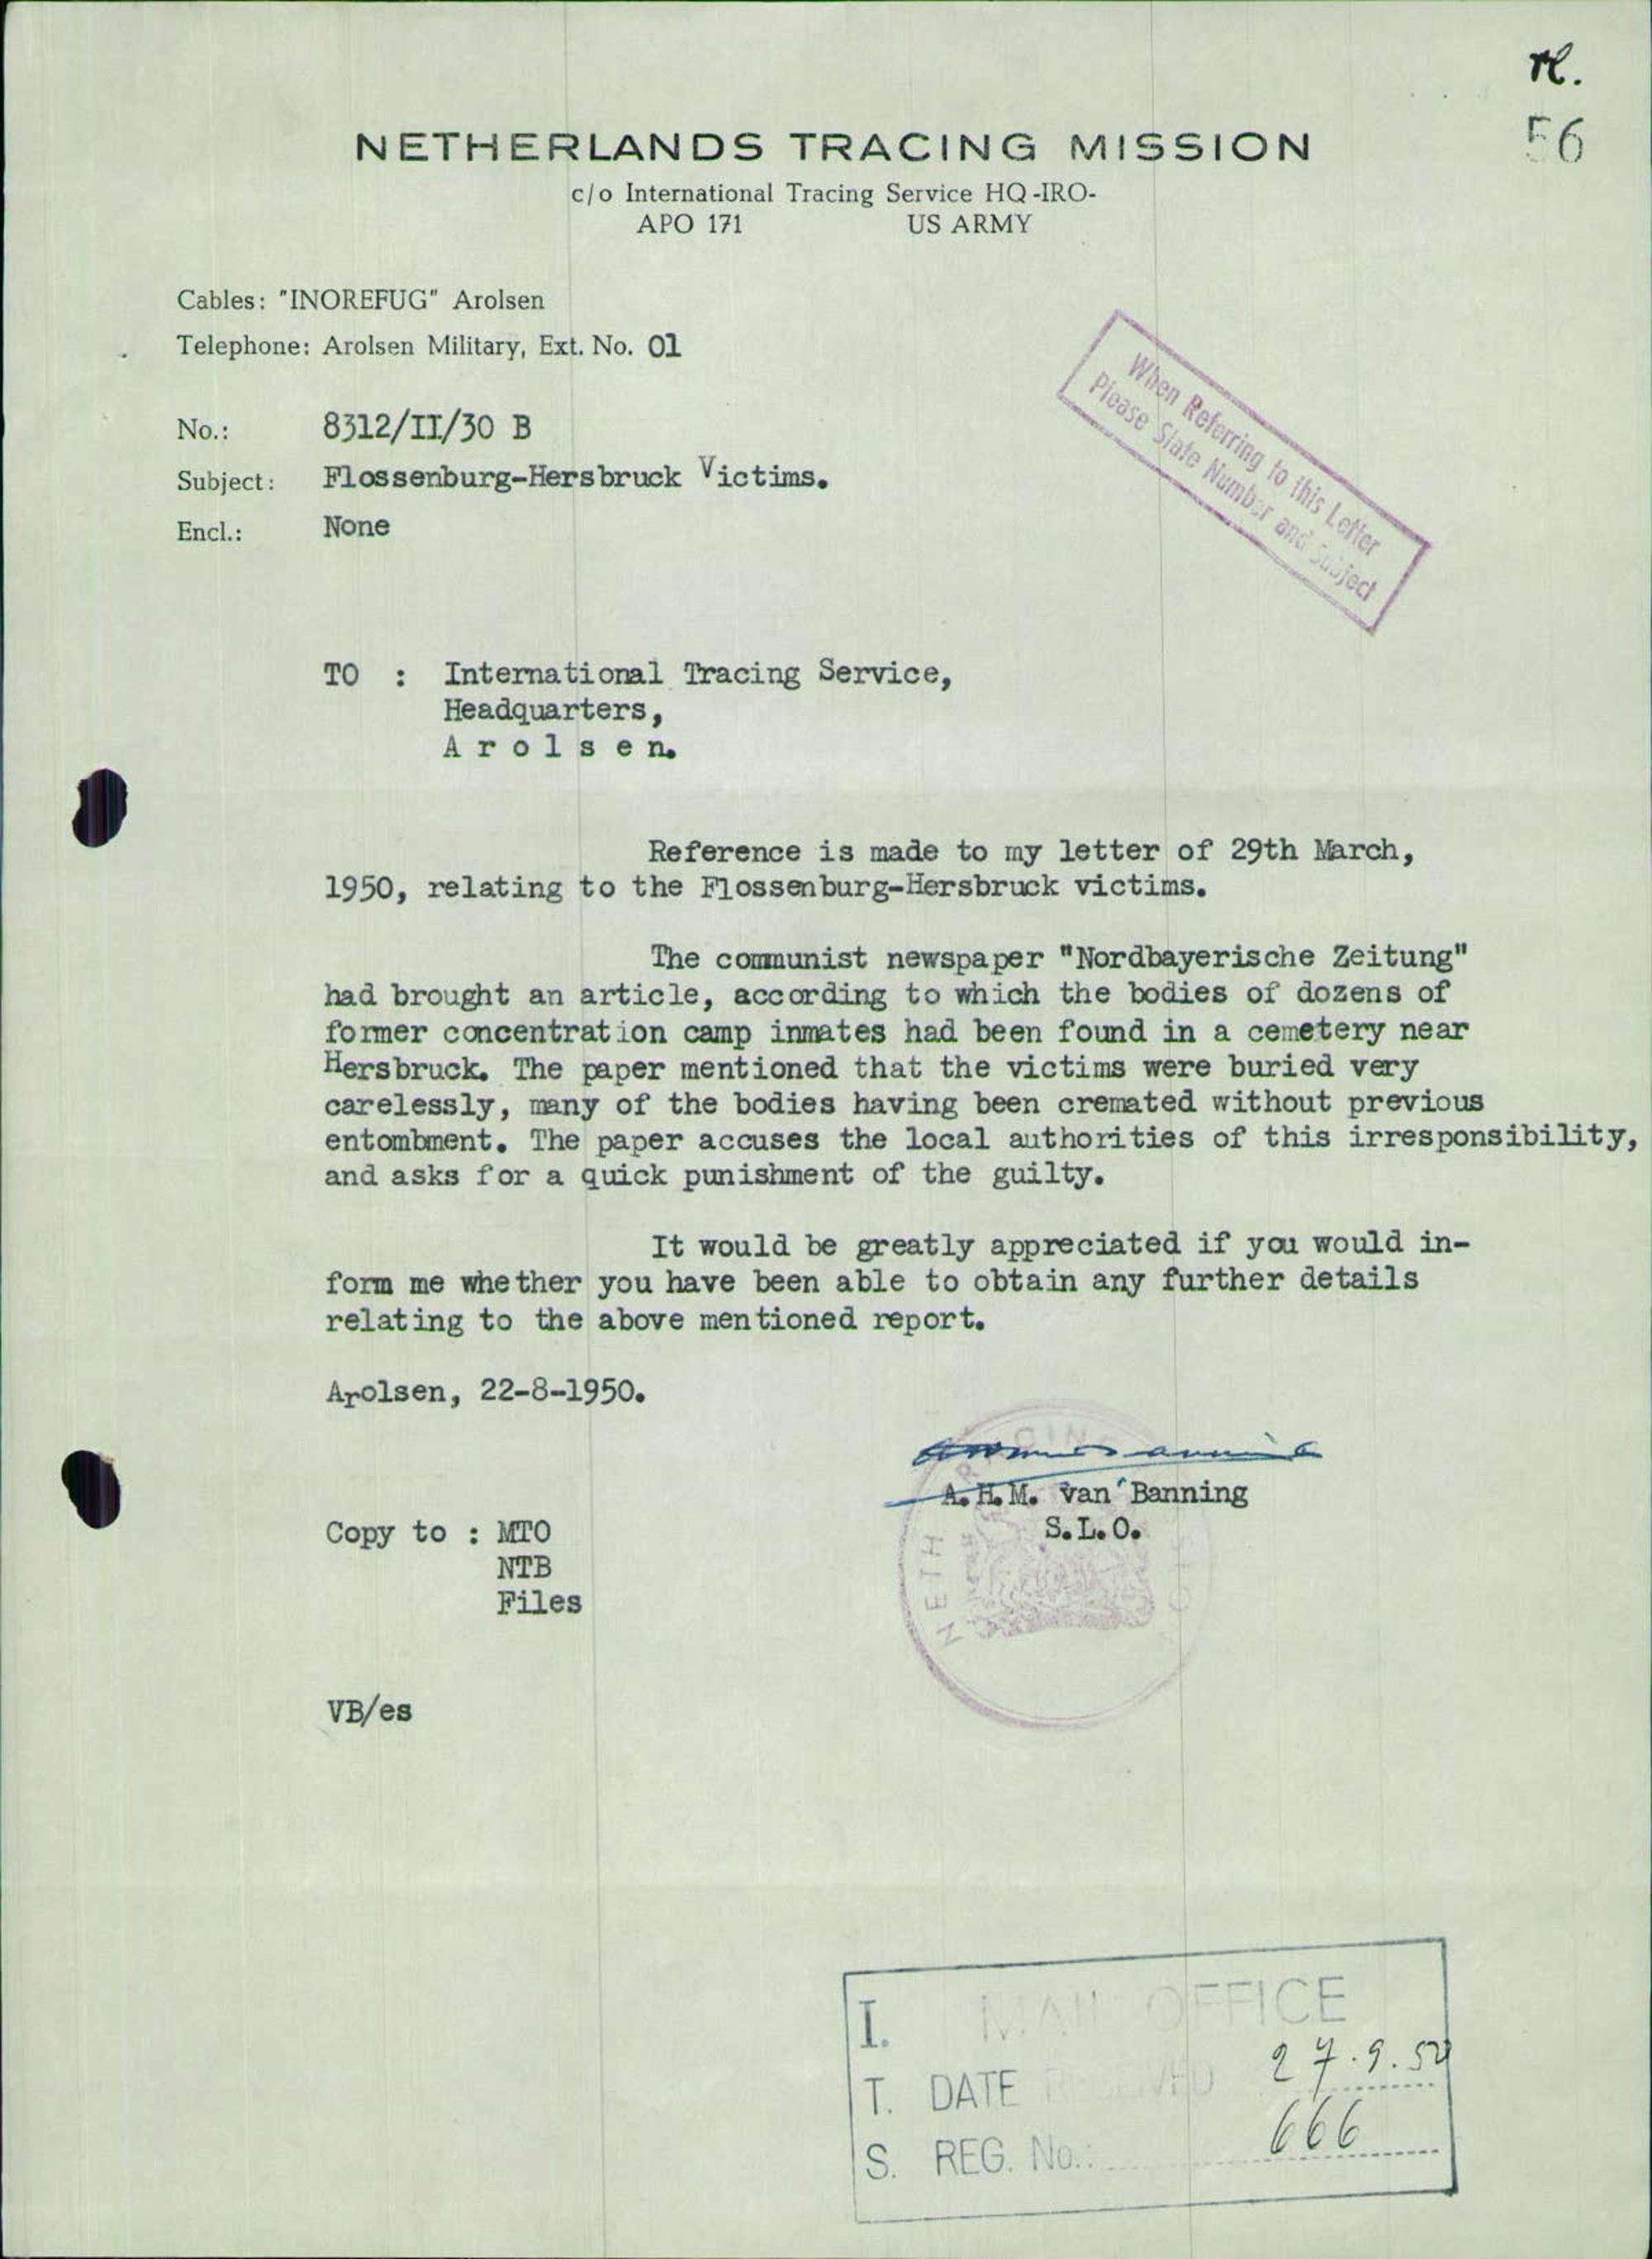 rl.
56
NETHERLANDS TRACING MISSION
c/o International Tracing Service HQ -IRO-
APO 171 US ARMY
Cables: "INOREFUG" Arolsen
Telephone: Arolsen Military, Ext. No. 01
When Referring to this Letter
Please State Number and Subject
No.: 8312/II/30 B
Subject: Flossenburg-Hersbruck Victims.
Encl.: None
TO : International Tracing Service,
Headquarters,
A r o l s e n.
Reference is made to my letter of 29th March,
1950, relating to the Flossenburg-Hersbruck victims.
The communist newspaper "Nordbayerische Zeitung"
had brought an article, according to which the bodies of dozens of
former concentration camp inmates had been found in a cemetery near
Hersbruck. The paper mentioned that the victims were buried very
carelessly, many of the bodies having been cremated without previous
entombment. The paper accuses the local authorities of this irresponsibility,
and asks for a quick punishment of the guilty.
It would be greatly appreciated if you would in-
form me whether you have been able to obtain any further details
relating to the above mentioned report.
Arolsen, 22-8-1950.
A.H.M. van Banning
S.L.O.
NETH
Copy to : MTO
NTB
Files
VB/es
I. MAIL OFFICE
T. DATE RECEIVED 27.9.50
S. REG. No.: 666